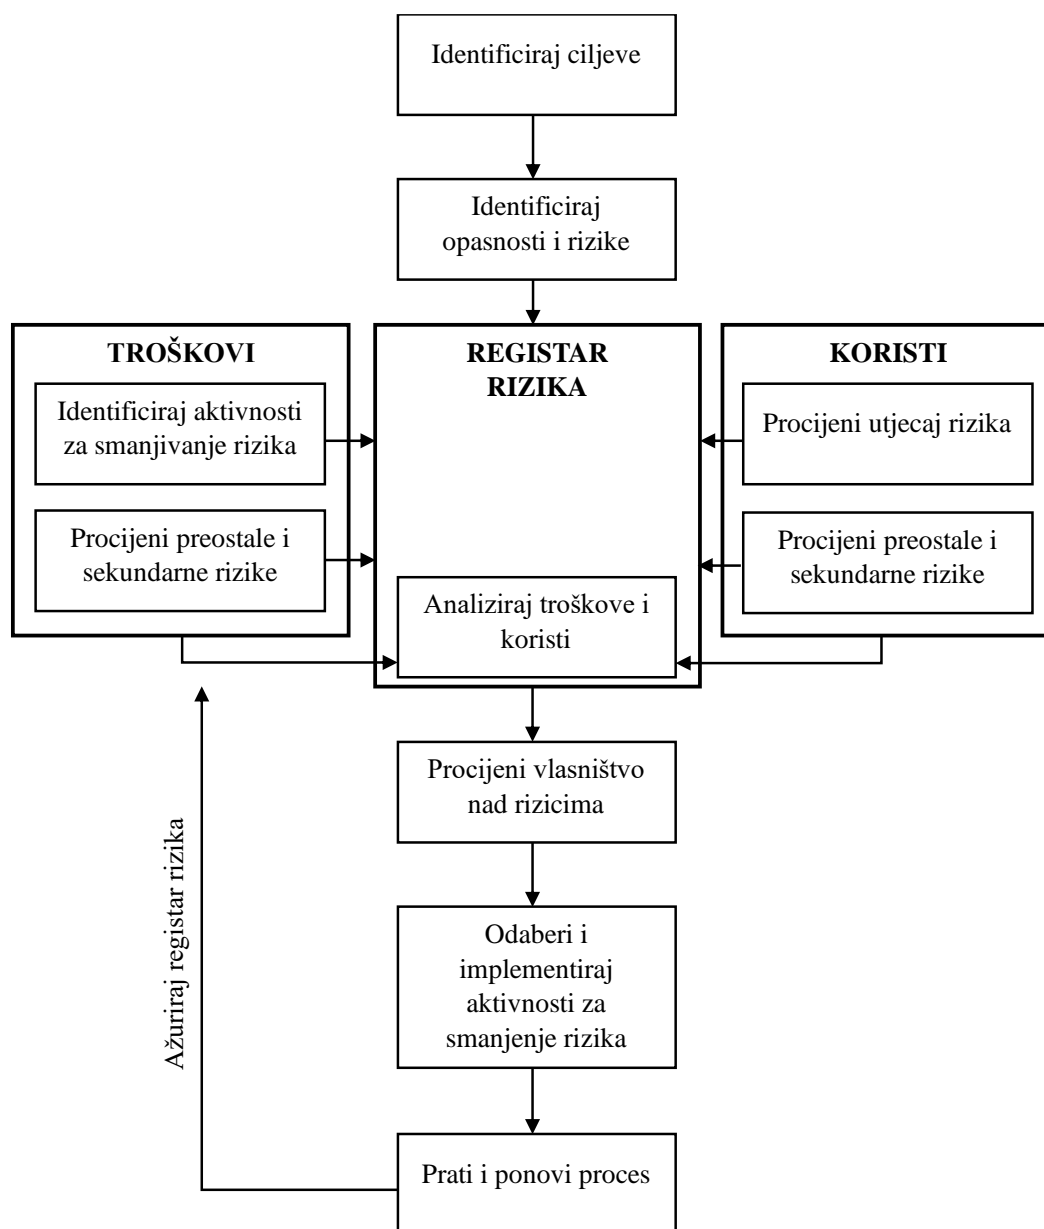 Identificiraj ciljeve
Identificiraj
opasnosti i rizike
TROŠKOVI
Identificiraj aktivnosti
za smanjivanje rizika
Procijeni preostale i
sekundarne rizike
REGISTAR
RIZIKA
Analiziraj troškove i
koristi
KORISTI
Procijeni utjecaj rizika
Procijeni preostale i
sekundarne rizike
Procijeni vlasništvo
nad rizicima
Odaberi i
implementiraj
aktivnosti za
smanjenje rizika
Prati i ponovi proces
Ažuriraj registar rizika